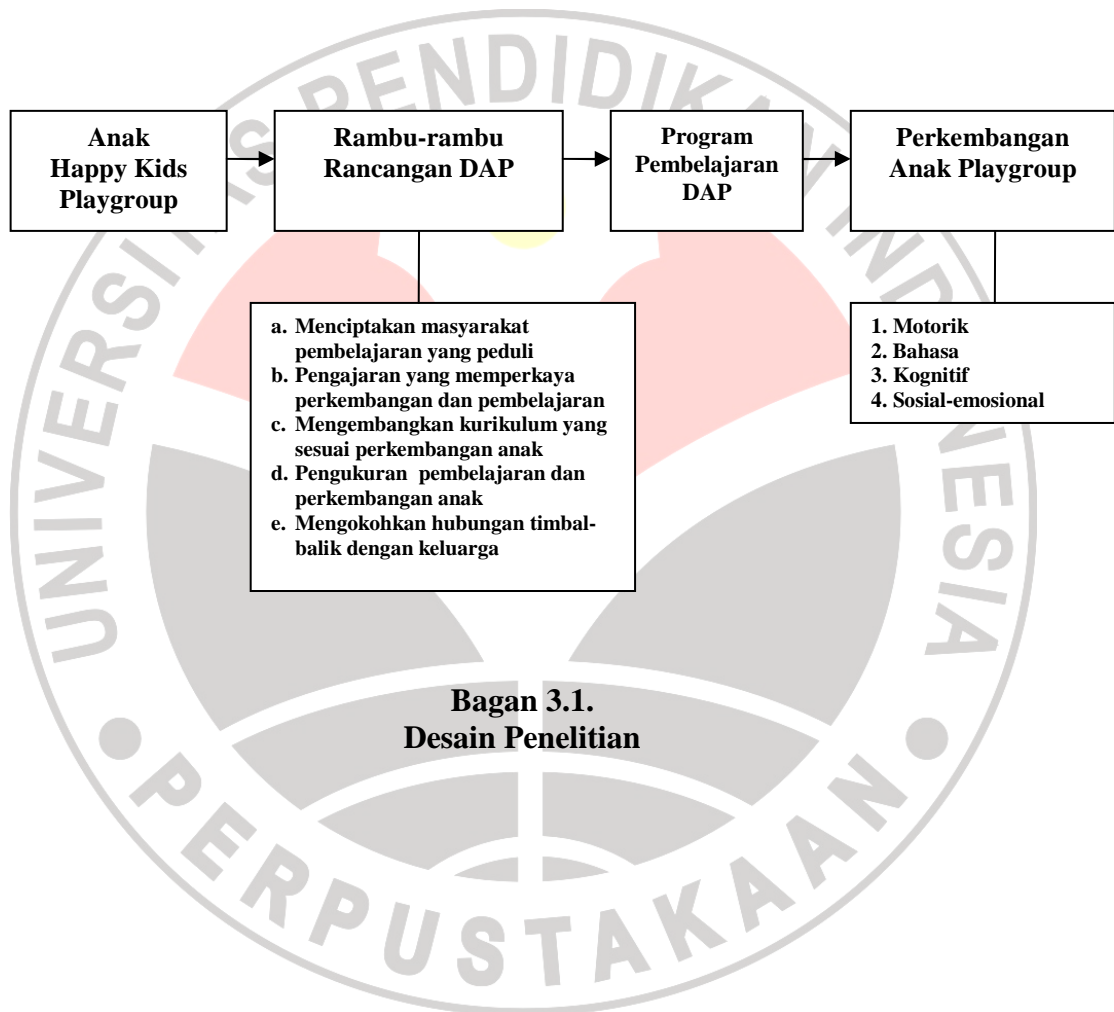 UNIVERSITAS PENDIDIKAN INDONESIA
Anak
Happy Kids
Playgroup
Rambu-rambu
Rancangan DAP
Program
Pembelajaran
DAP
Perkembangan
Anak Playgroup
a. Menciptakan masyarakat
pembelajaran yang peduli
b. Pengajaran yang memperkaya
perkembangan dan pembelajaran
c. Mengembangkan kurikulum yang
sesuai perkembangan anak
d. Pengukuran pembelajaran dan
perkembangan anak
e. Mengokohkan hubungan timbal-
balik dengan keluarga
1. Motorik
2. Bahasa
3. Kognitif
4. Sosial-emosional
Bagan 3.1.
Desain Penelitian
PERPUSTAKAAN